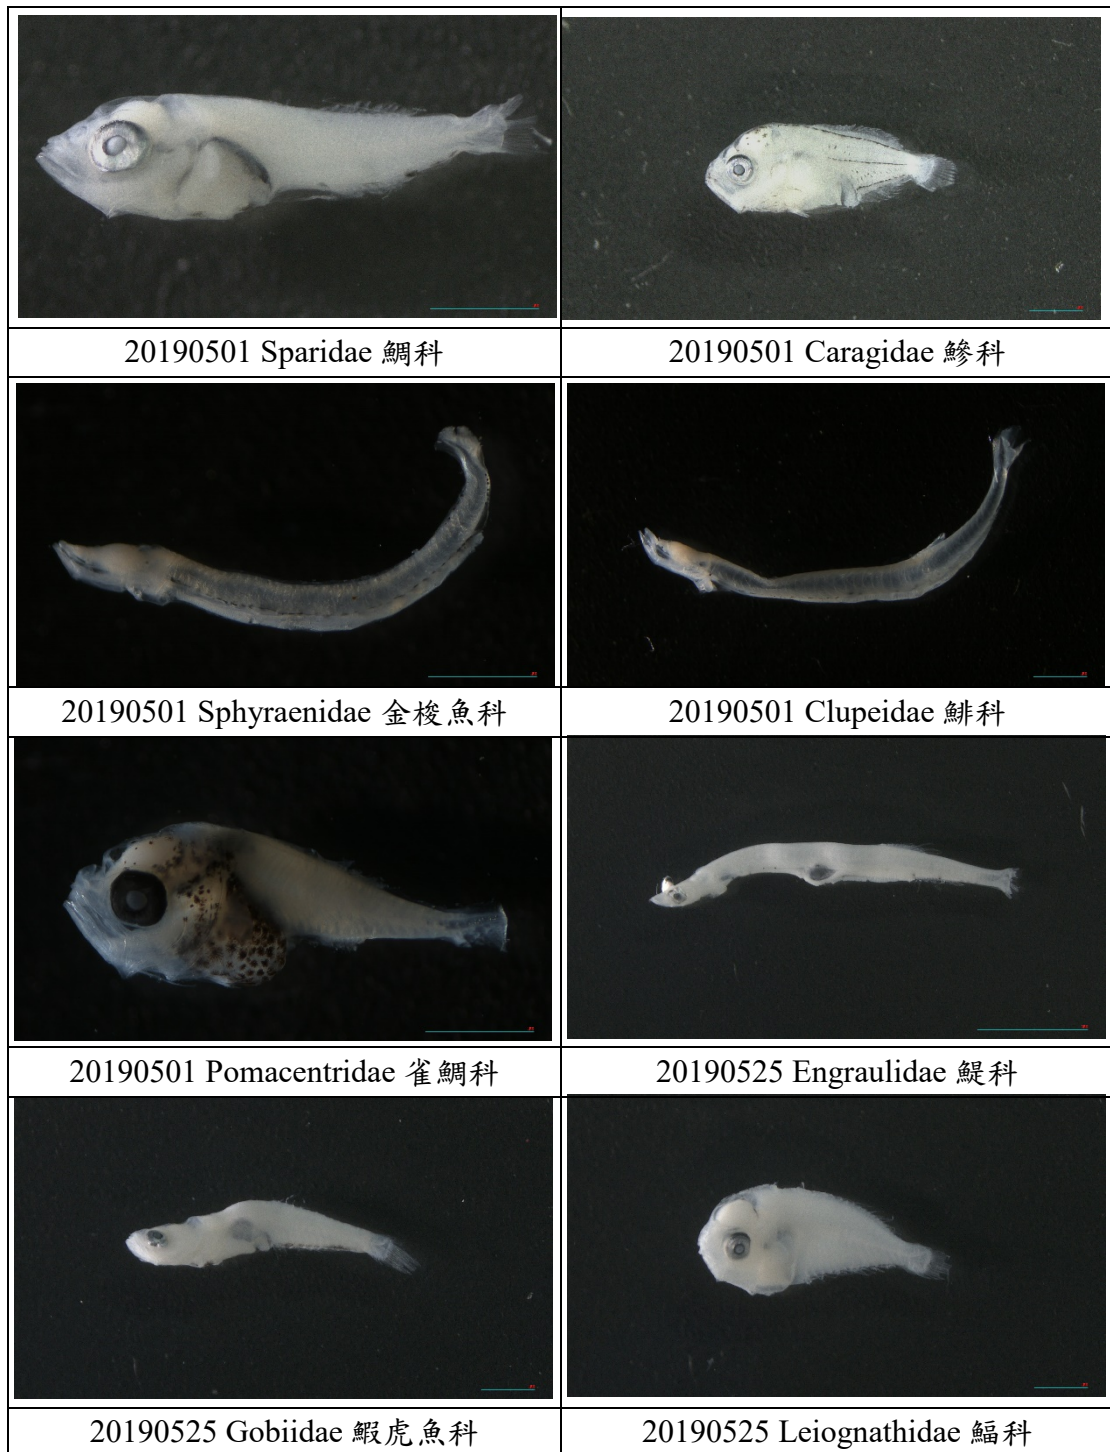 20190501 Sparidae 鯛科
20190501 Caragidae 鰺科
20190501 Sphyraenidae 金梭魚科
20190501 Clupeidae 鯡科
20190501 Pomacentridae 雀鯛科
20190525 Engraulidae 鯷科
20190525 Gobiidae 鰕虎魚科
20190525 Leiognathidae 鰏科